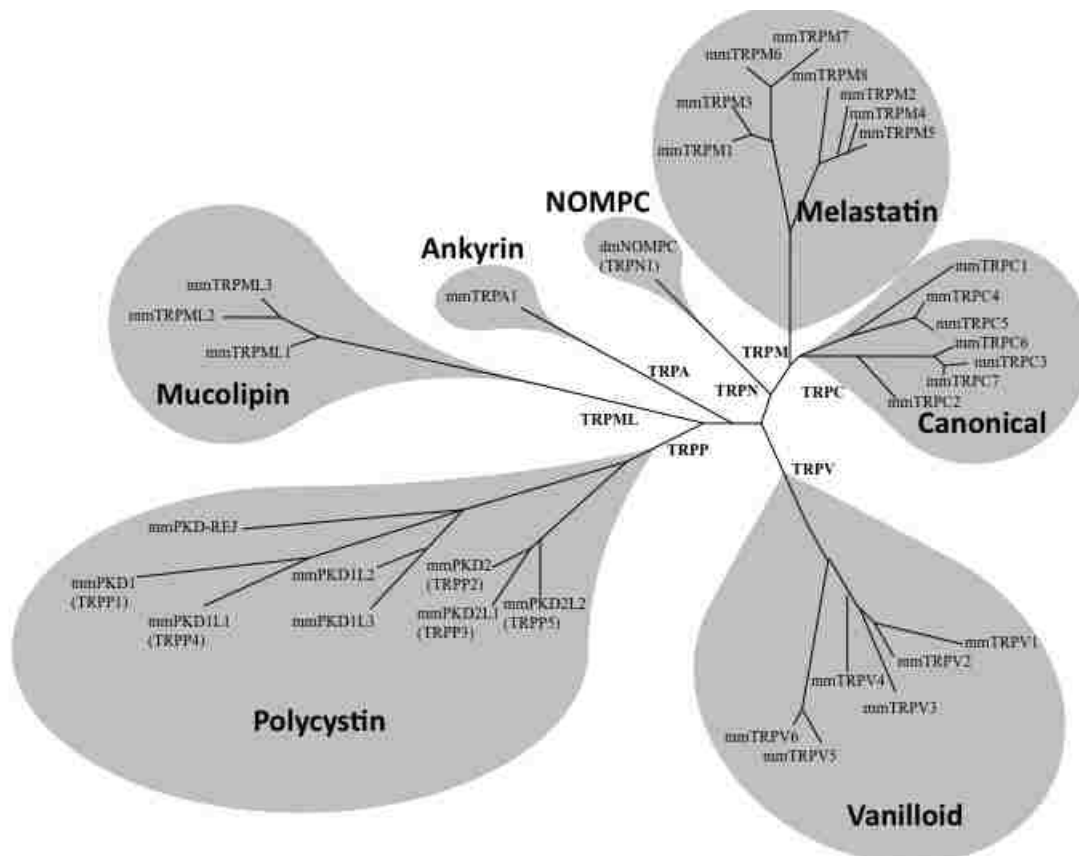 mmTRPM7
mmTRPM6
mmTRPM8
mmTRPM2
mmTRPM3
mmTRPM4
mmTRPM5
mmTRPM1
NOMPC
Melastatin
dmNOMPC
(TRPN1)
Ankyrin
mmTRPA1
mmTRPC1
mmTRPC4
mmTRPC5
mmTRPC6
mmTRPC3
mmTRPC7
mmTRPC2
Canonical
mmTRPML3
mmTRPML2
mmTRPML1
Mucolipin
TRPM
TRPA
TRPN
TRPC
TRPML
TRPP
TRPV
mmPKD-REJ
mmPKD1
(TRPP1)
mmPKD1L2
mmPKD2
(TRPP2)
mmPKD1L1
(TRPP4)
mmPKD1L3
mmPKD2L1
(TRPP3)
mmPKD2L2
(TRPP5)
Polycystin
mmTRPV1
mmTRPV2
mmTRPV4
mmTRPV3
mmTRPV6
mmTRPV5
Vanilloid